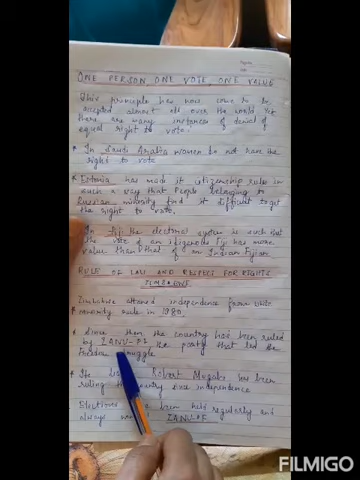 ONE PERSON ONE VOTE ONE VALUE
This principle has now come to be
accepted almost all over the world Yet
there are many instances of denial of
equal right to vote.
In Saudi Arabia women do not have the
right to vote
Estonia has made it citizenship rules in
such a way that People belonging to
Russian minority find it difficult to get
the right to vote.
In Fiji the electoral system is such that
the vote of an indigenous Fiji has more
value than that of an Indian Fijian
RULE OF LAW AND RESPECT FOR RIGHTS
ZIMBABWE
Zimbabwe attained independence from white
minority rule in 1980
Since then the country has been ruled
by ZANU-PF the party that led the
freedom struggle
Its Robert Mugabe has been
ruling the country since independence
Elections been held regularly and
always ZANU-PF
FILMIGO